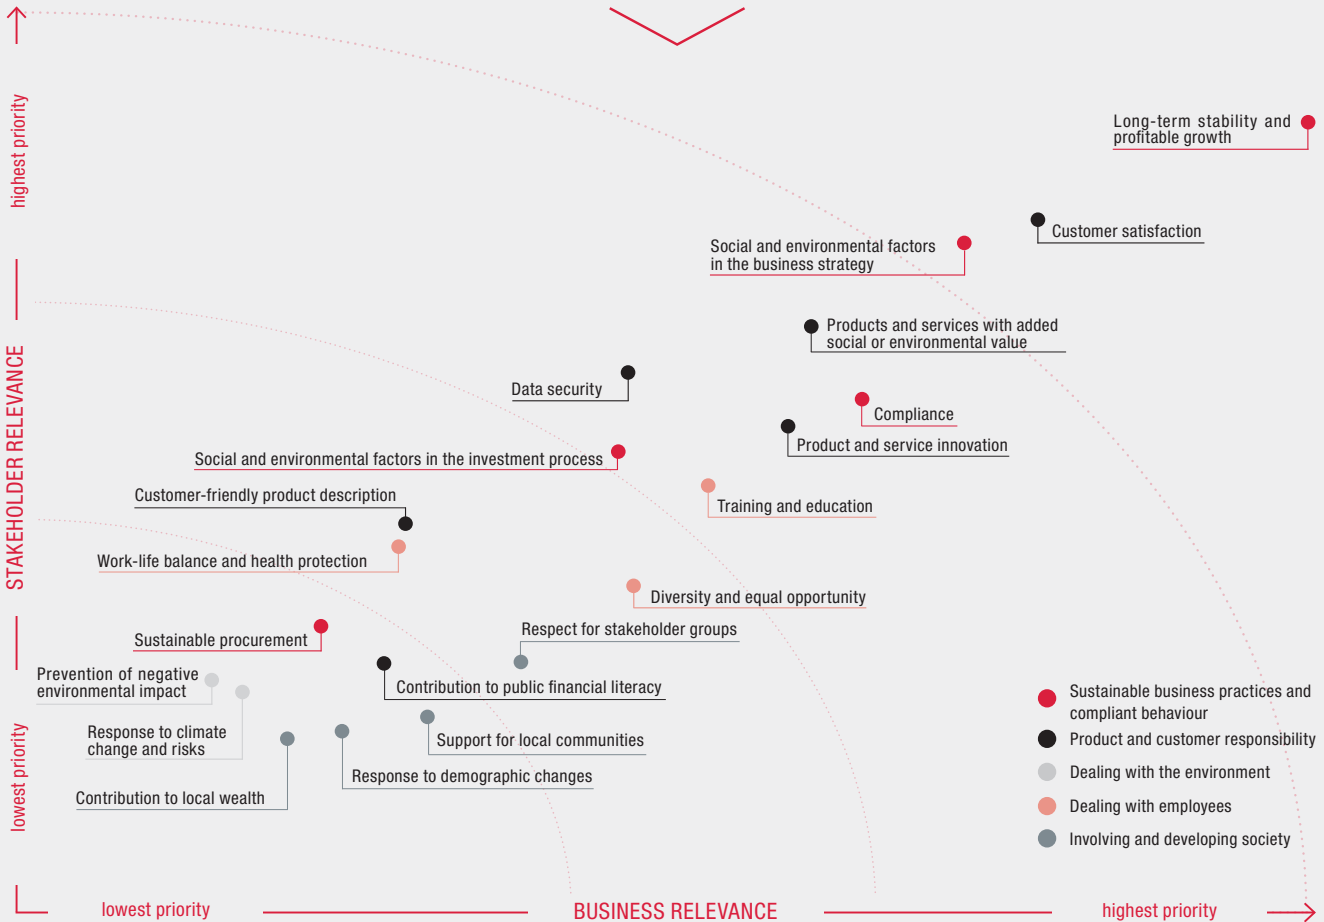 highest priority
STAKEHOLDER RELEVANCE
lowest priority
Long-term stability and
profitable growth
Customer satisfaction
Social and environmental factors
in the business strategy
Products and services with added
social or environmental value
Data security
Compliance
Product and service innovation
Social and environmental factors in the investment process
Customer-friendly product description
Training and education
Work-life balance and health protection
Diversity and equal opportunity
Respect for stakeholder groups
Sustainable procurement
Prevention of negative
environmental impact
Contribution to public financial literacy
Response to climate
change and risks
Support for local communities
Response to demographic changes
Contribution to local wealth
Sustainable business practices and
compliant behaviour
Product and customer responsibility
Dealing with the environment
Dealing with employees
Involving and developing society
lowest priority
BUSINESS RELEVANCE
highest priority